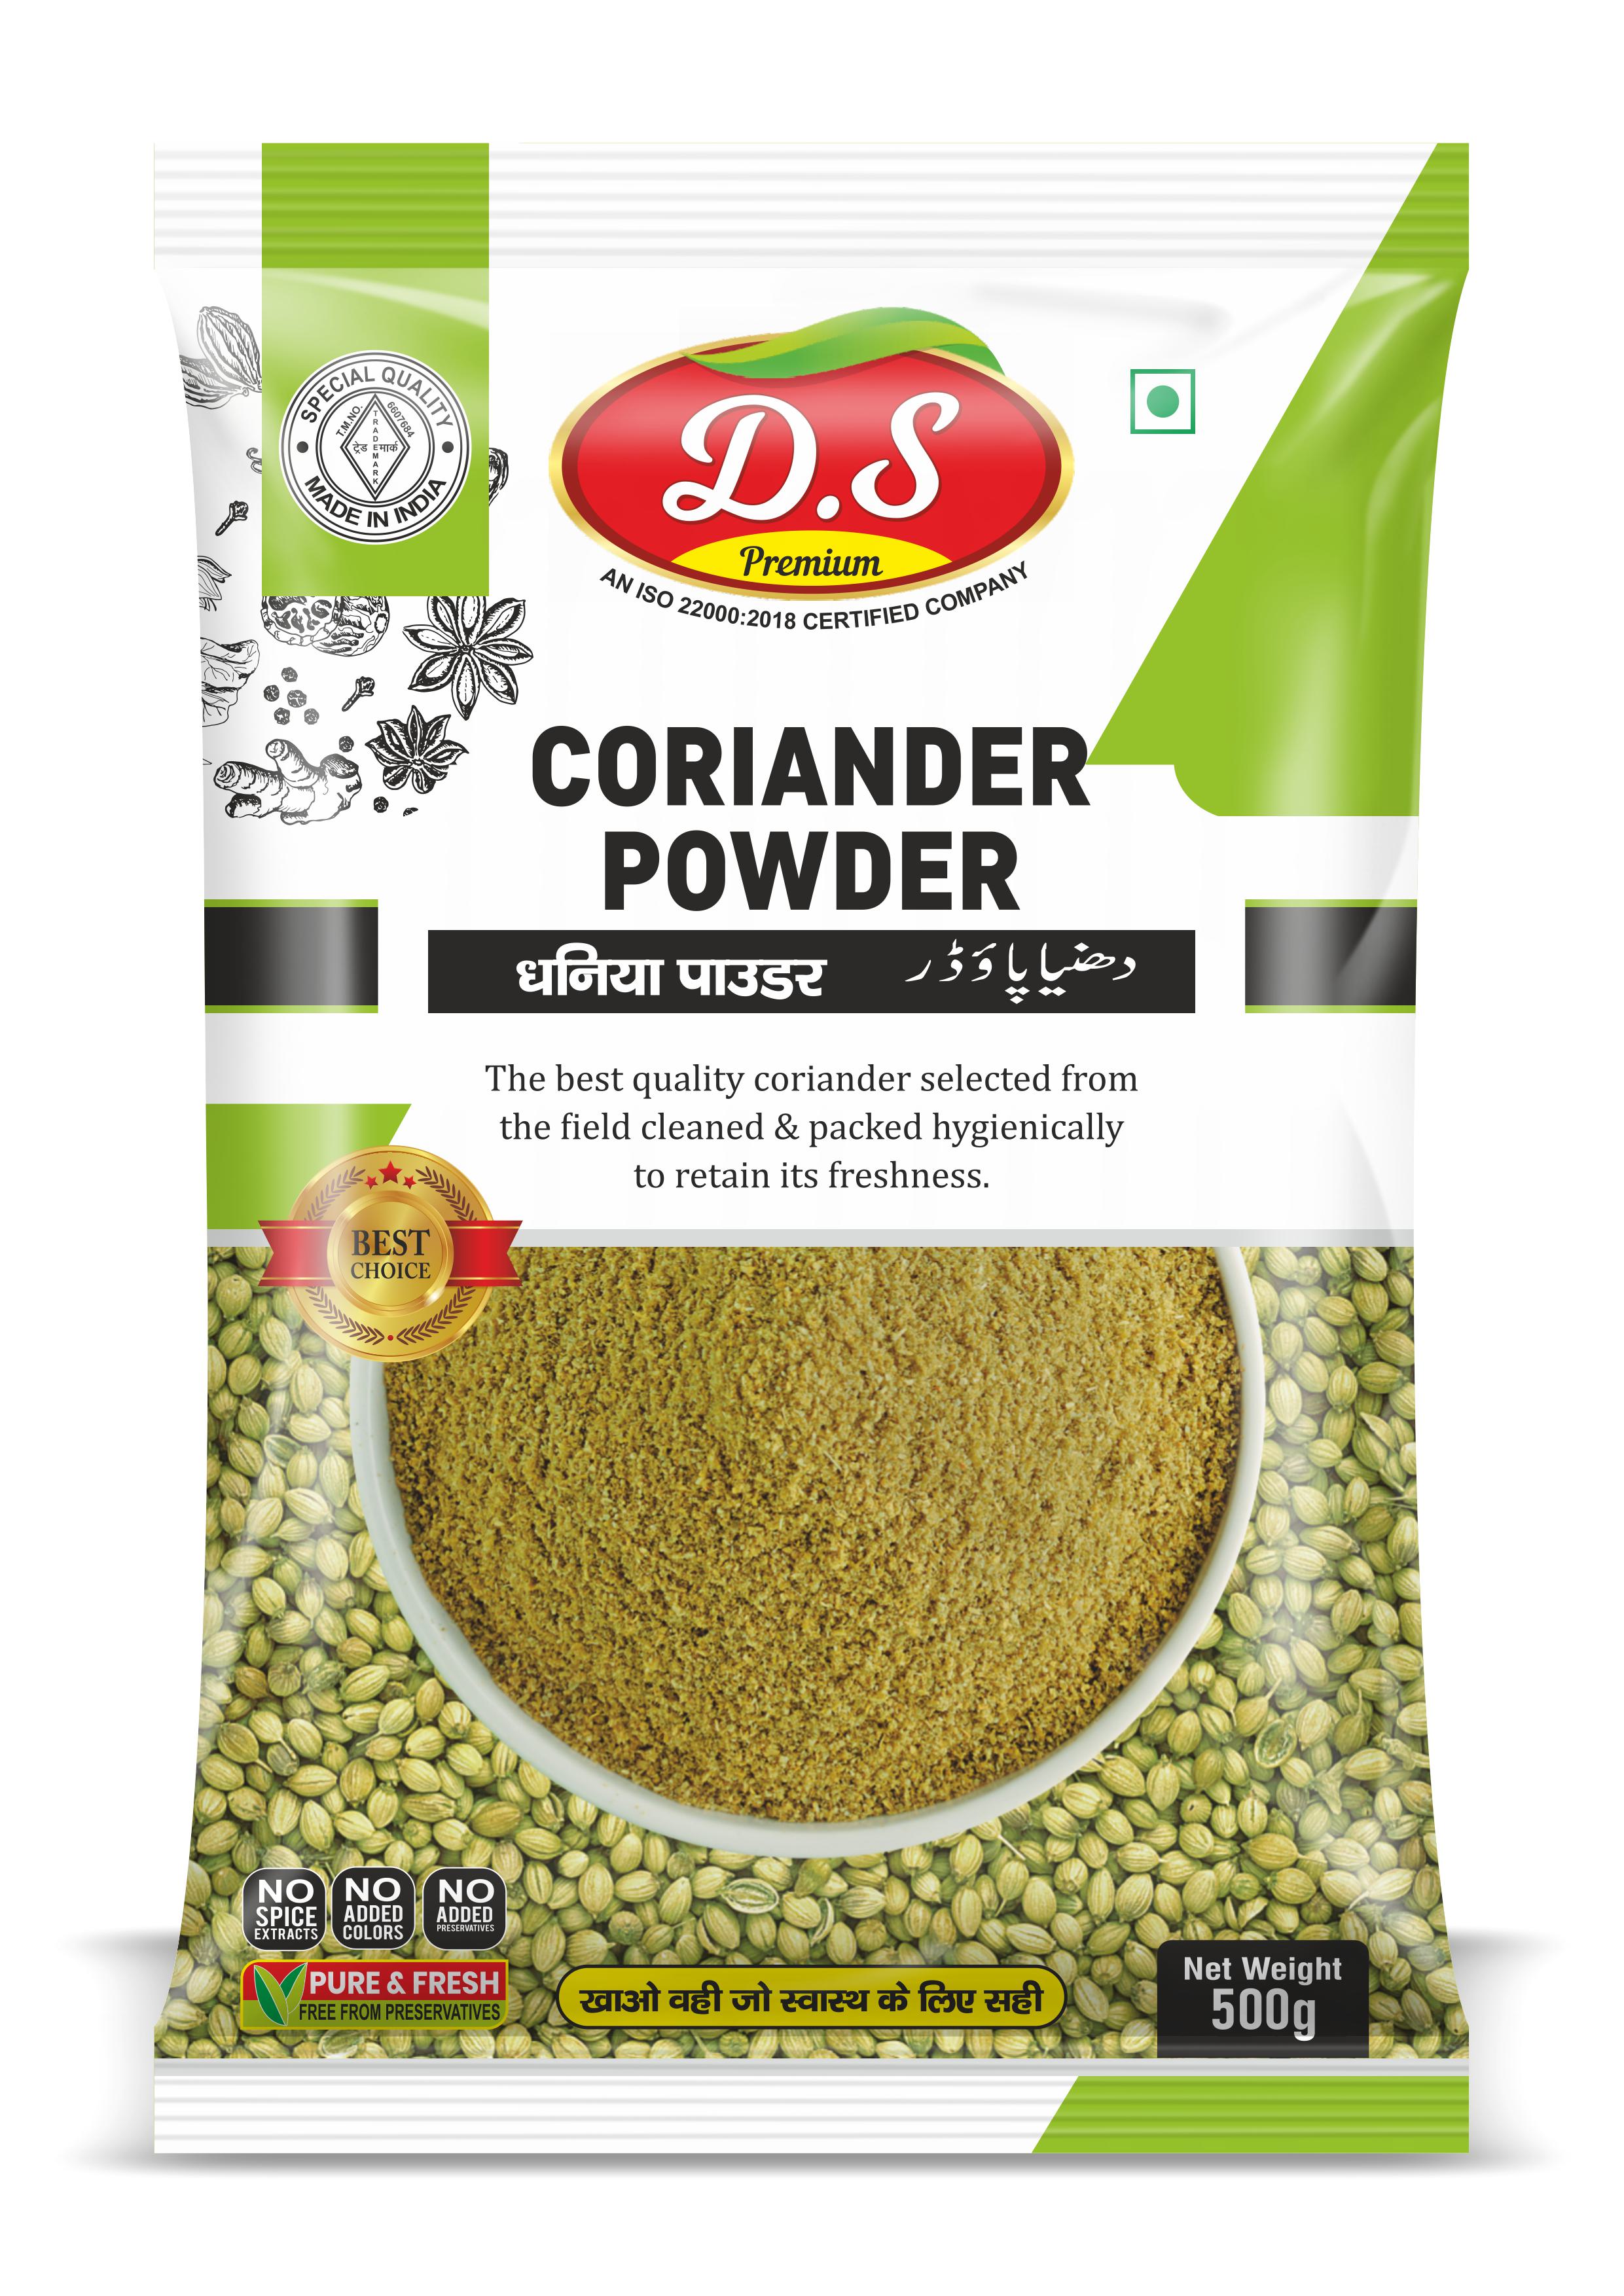 SPECIAL QUALITY
T.M.NO. 6607684
TRADEMARK
ट्रेड मार्क
MADE IN INDIA
D.S
Premium
AN ISO 22000:2018 CERTIFIED COMPANY
CORIANDER
POWDER
धनिया पाउडर دھنیا پاؤڈر
The best quality coriander selected from
the field cleaned & packed hygienically
to retain its freshness.
BEST
CHOICE
NO
SPICE
EXTRACTS
NO
ADDED
COLORS
NO
ADDED
PRESERVATIVES
PURE & FRESH
FREE FROM PRESERVATIVES
खाओ वही जो स्वास्थ के लिए सही
Net Weight
500g